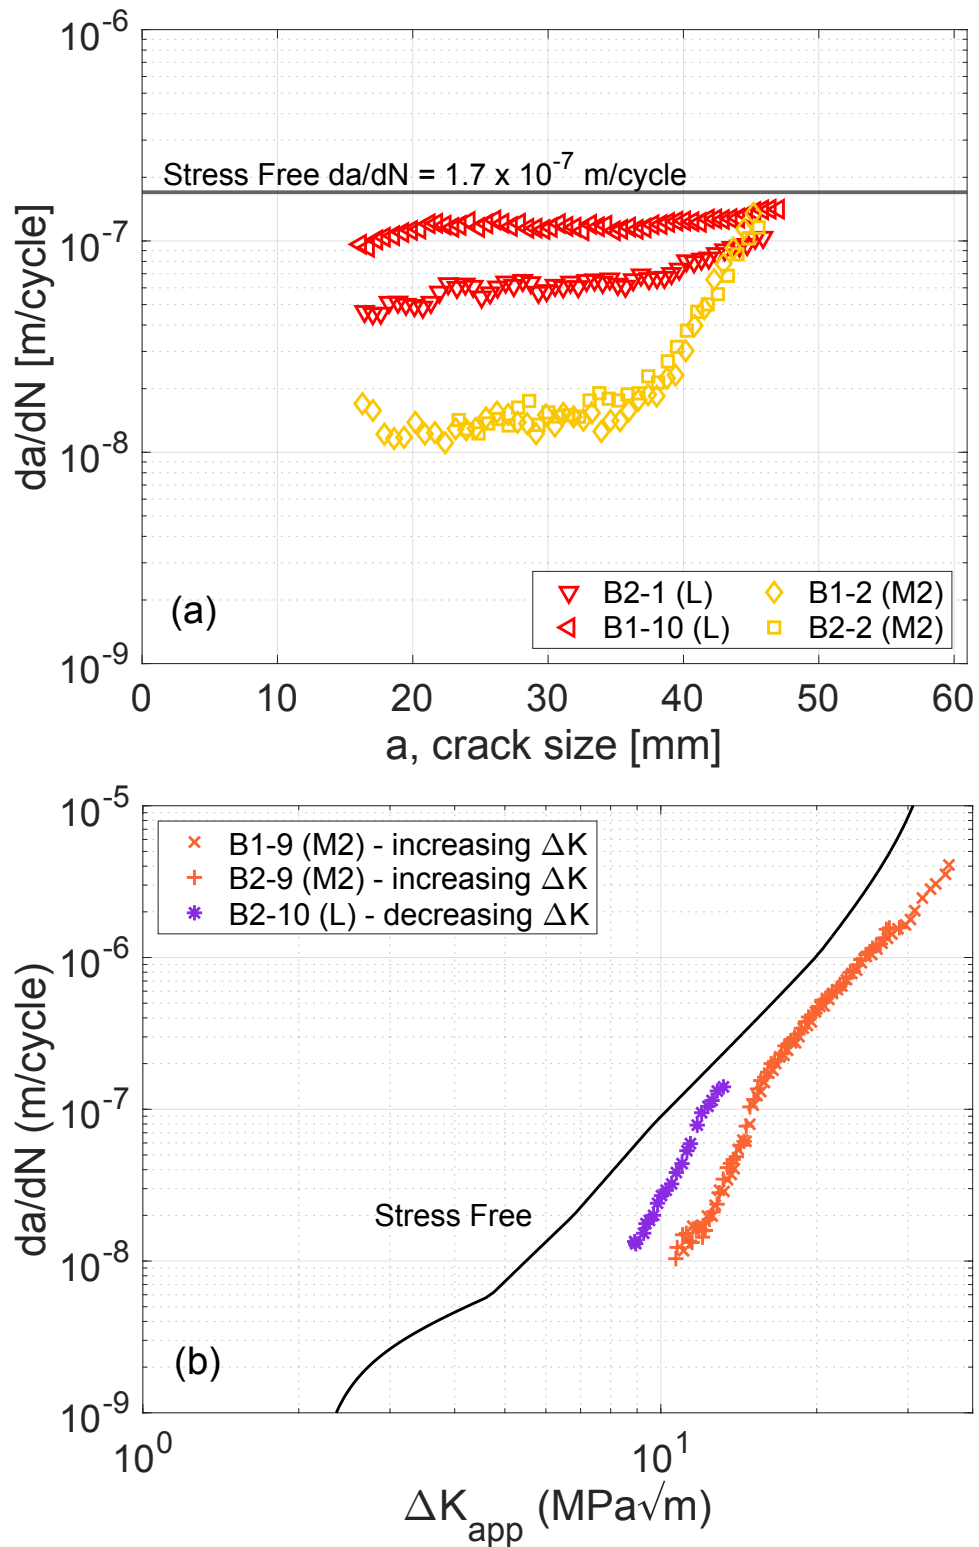 10^-6
Stress Free da/dN = 1.7 x 10^-7 m/cycle
10^-7
da/dN [m/cycle]
10^-8
(a)
B2-1 (L) B1-2 (M2)
B1-10 (L) B2-2 (M2)
10^-9
0 10 20 30 40 50 60
a, crack size [mm]
10^-5
B1-9 (M2) - increasing ΔK
B2-9 (M2) - increasing ΔK
B2-10 (L) - decreasing ΔK
10^-6
10^-7
da/dN (m/cycle)
Stress Free
10^-8
(b)
10^-9
10^0 10^1
ΔK_app (MPa√m)